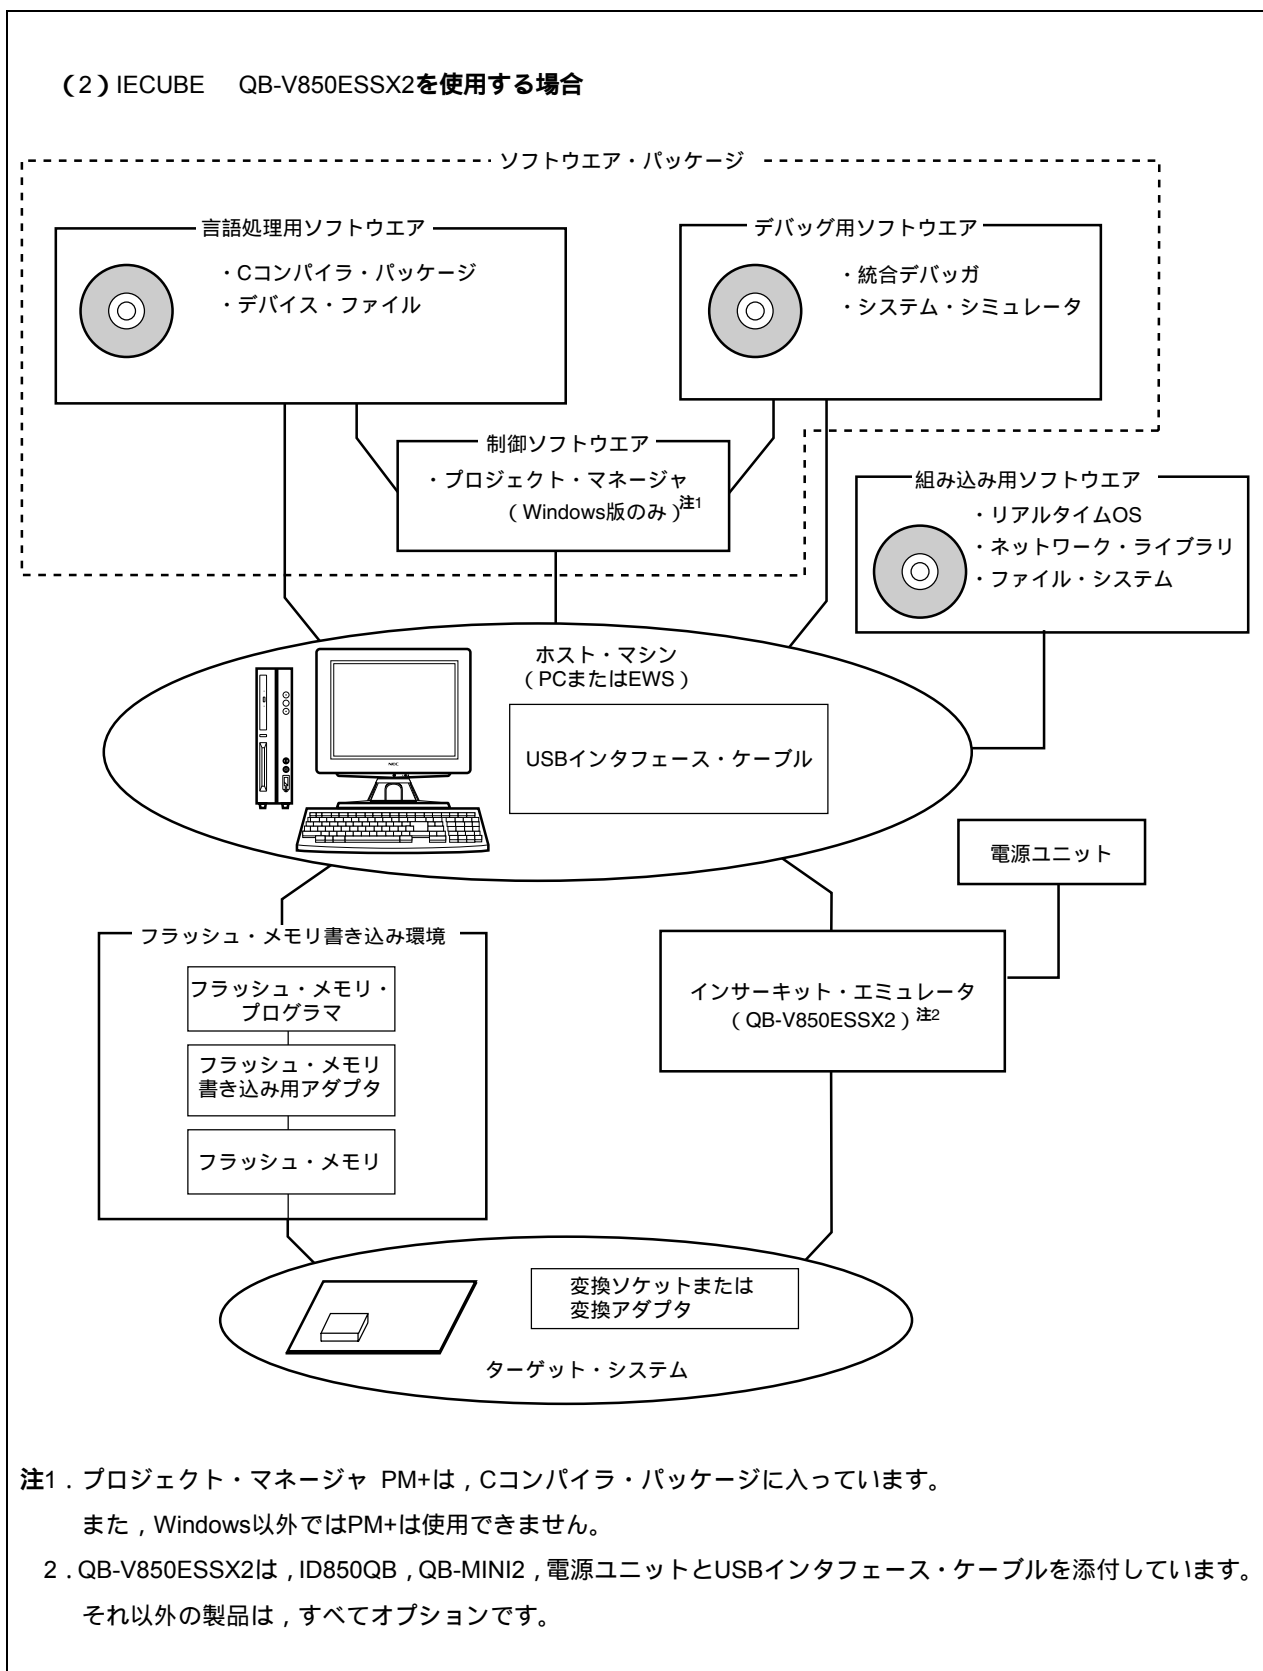 （2）IECUBE　QB-V850ESSX2を使用する場合
ソフトウエア・パッケージ
言語処理用ソフトウエア
・Cコンパイラ・パッケージ
・デバイス・ファイル
デバッグ用ソフトウエア
・統合デバッガ
・システム・シミュレータ
制御ソフトウエア
・プロジェクト・マネージャ
（Windows版のみ）注1
組み込み用ソフトウエア
・リアルタイムOS
・ネットワーク・ライブラリ
・ファイル・システム
ホスト・マシン
（PCまたはEWS）
USBインタフェース・ケーブル
NEC
電源ユニット
フラッシュ・メモリ書き込み環境
フラッシュ・メモリ・
プログラマ
フラッシュ・メモリ
書き込み用アダプタ
フラッシュ・メモリ
インサーキット・エミュレータ
（QB-V850ESSX2）注2
変換ソケットまたは
変換アダプタ
ターゲット・システム
注1．プロジェクト・マネージャ PM+は，Cコンパイラ・パッケージに入っています。
また，Windows以外ではPM+は使用できません。
2．QB-V850ESSX2は，ID850QB，QB-MINI2，電源ユニットとUSBインタフェース・ケーブルを添付しています。
それ以外の製品は，すべてオプションです。